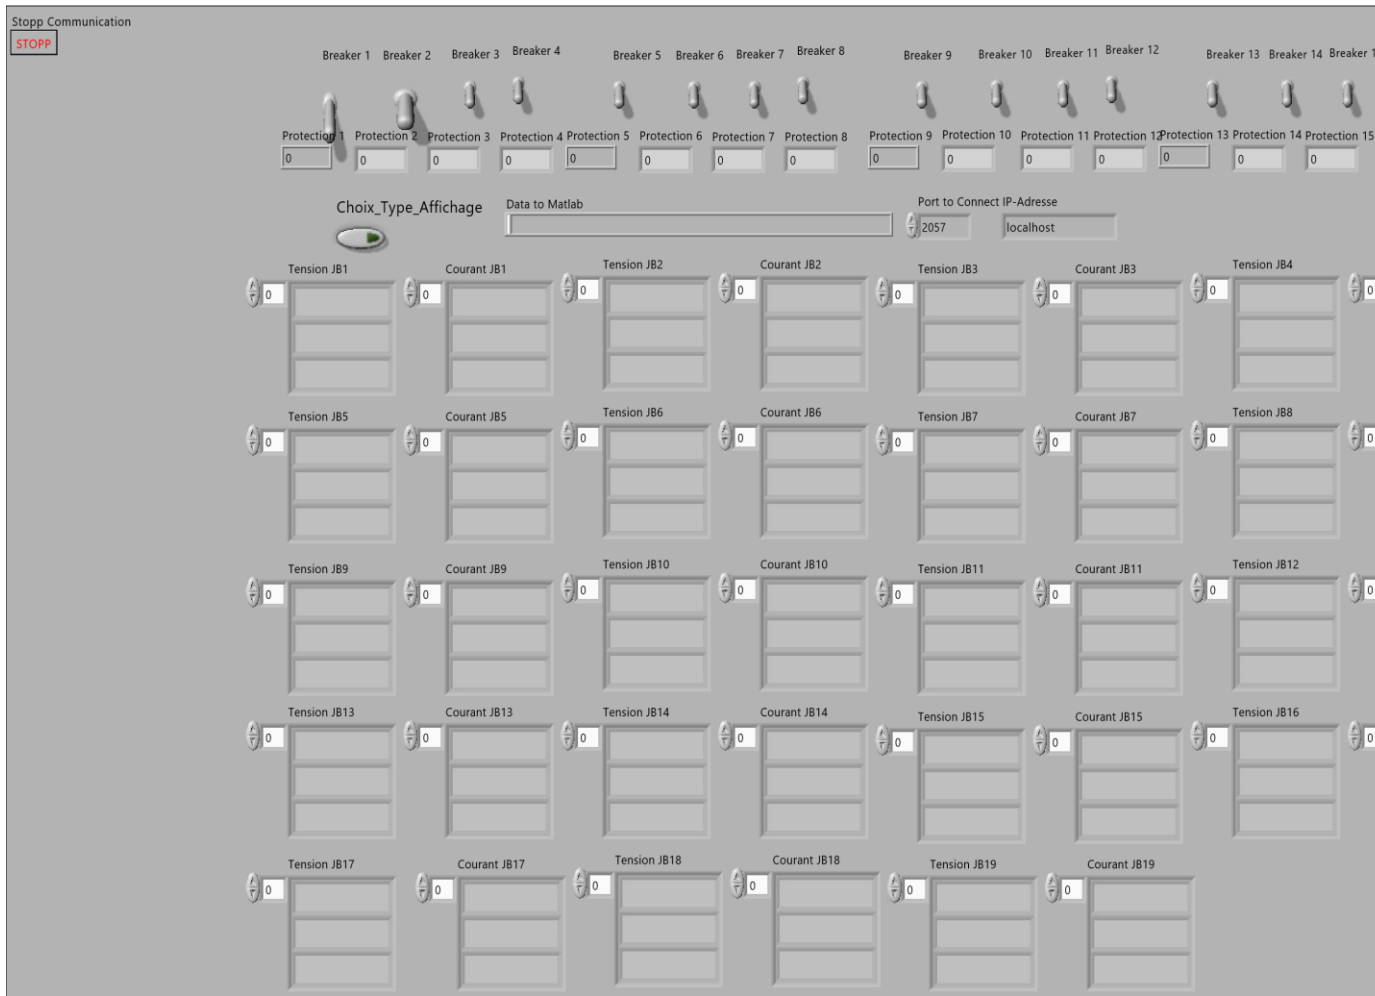 Stopp Communication
STOPP
Breaker 1 Breaker 2 Breaker 3 Breaker 4 Breaker 5 Breaker 6 Breaker 7 Breaker 8 Breaker 9 Breaker 10 Breaker 11 Breaker 12 Breaker 13 Breaker 14 Breaker 1
Protection 1 Protection 2 Protection 3 Protection 4 Protection 5 Protection 6 Protection 7 Protection 8 Protection 9 Protection 10 Protection 11 Protection 12 Protection 13 Protection 14 Protection 15
0 0 0 0 0 0 0 0 0 0 0 0 0 0 0
Choix_Type_Affichage Data to Matlab Port to Connect IP-Adresse
2057 localhost
Tension JB1 Courant JB1 Tension JB2 Courant JB2 Tension JB3 Courant JB3 Tension JB4
0 0 0 0 0 0 0 0
Tension JB5 Courant JB5 Tension JB6 Courant JB6 Tension JB7 Courant JB7 Tension JB8
0 0 0 0 0 0 0 0
Tension JB9 Courant JB9 Tension JB10 Courant JB10 Tension JB11 Courant JB11 Tension JB12
0 0 0 0 0 0 0 0
Tension JB13 Courant JB13 Tension JB14 Courant JB14 Tension JB15 Courant JB15 Tension JB16
0 0 0 0 0 0 0 0
Tension JB17 Courant JB17 Tension JB18 Courant JB18 Tension JB19 Courant JB19
0 0 0 0 0 0